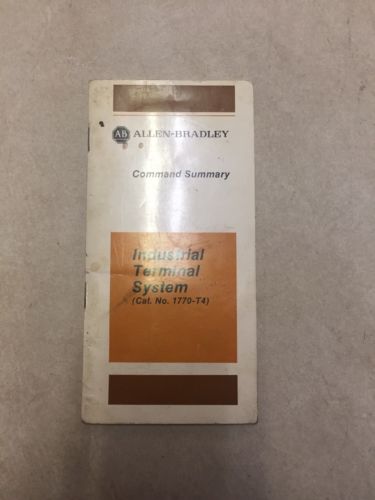 AB ALLEN-BRADLEY
Command Summary
Industrial
Terminal
System
(Cat. No. 1770-T4)